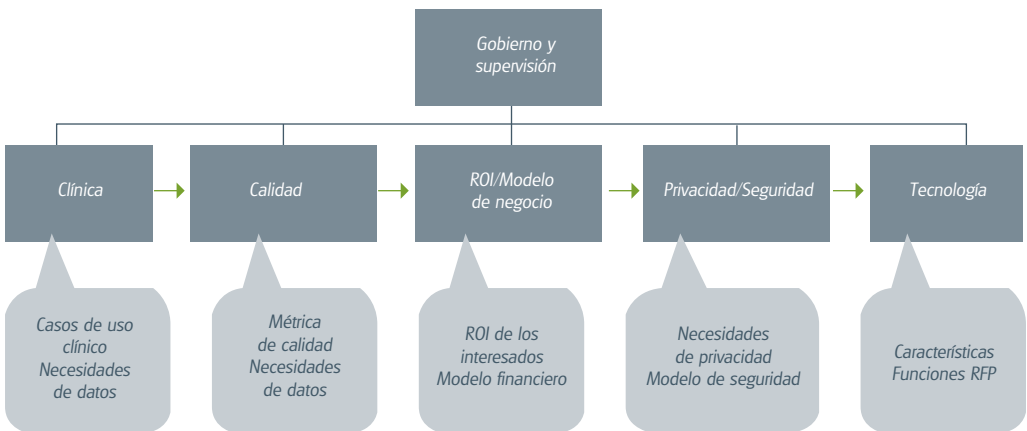 Gobierno y
supervisión
Clínica
Calidad
ROI/Modelo
de negocio
Privacidad/Seguridad
Tecnología
Casos de uso
clínico
Necesidades
de datos
Métrica
de calidad
Necesidades
de datos
ROI de los
interesados
Modelo financiero
Necesidades
de privacidad
Modelo de seguridad
Características
Funciones RFP